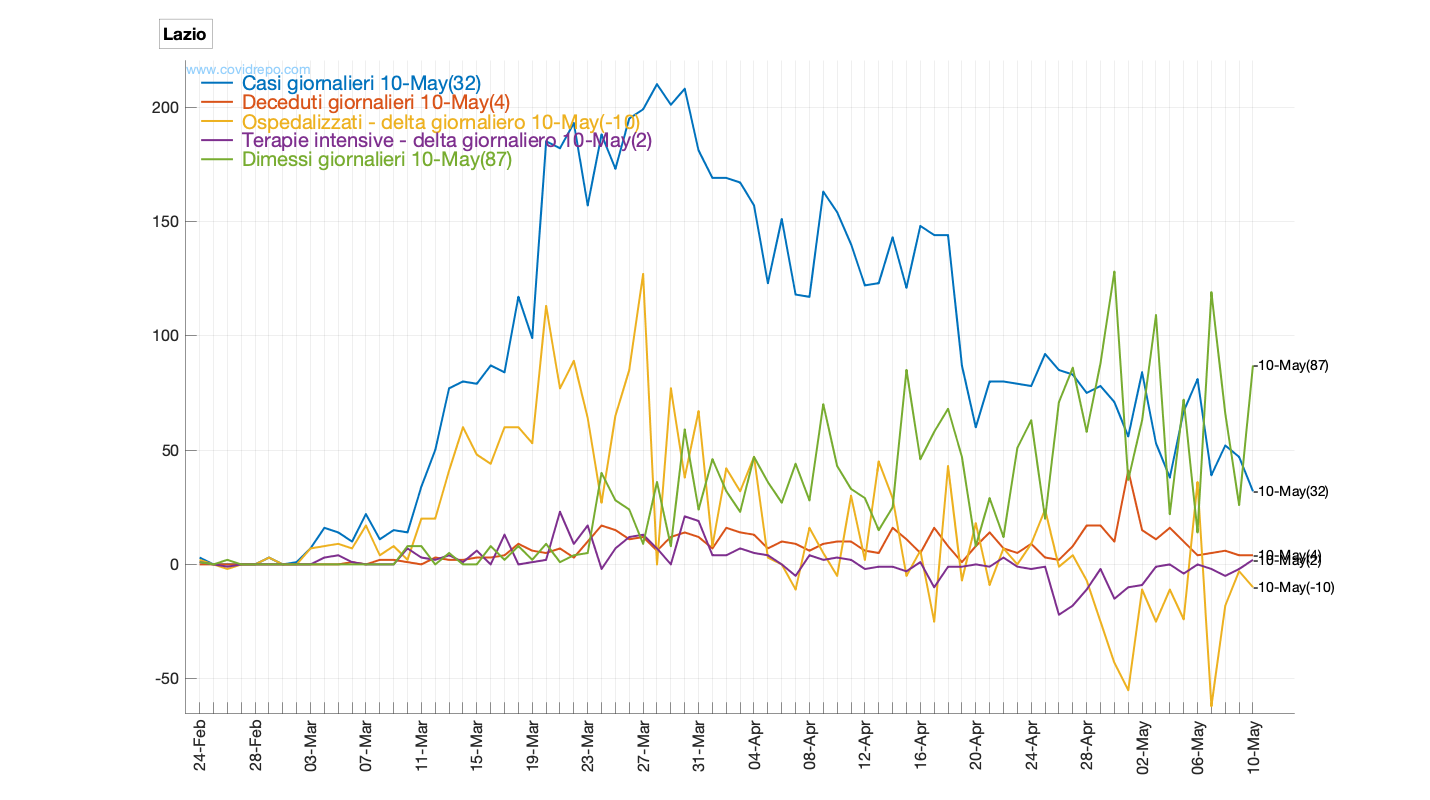 Lazio
www.covidrepo.com
Casi giornalieri 10-May(32)
Deceduti giornalieri 10-May(4)
Ospedalizzati - delta giornaliero 10-May(-10)
Terapie intensive - delta giornaliero 10-May(2)
Dimessi giornalieri 10-May(87)
200
150
100
50
0
-50
10-May(87)
10-May(32)
10-May(4)
10-May(2)
10-May(-10)
24-Feb
28-Feb
03-Mar
07-Mar
11-Mar
15-Mar
19-Mar
23-Mar
27-Mar
31-Mar
04-Apr
08-Apr
12-Apr
16-Apr
20-Apr
24-Apr
28-Apr
02-May
06-May
10-May